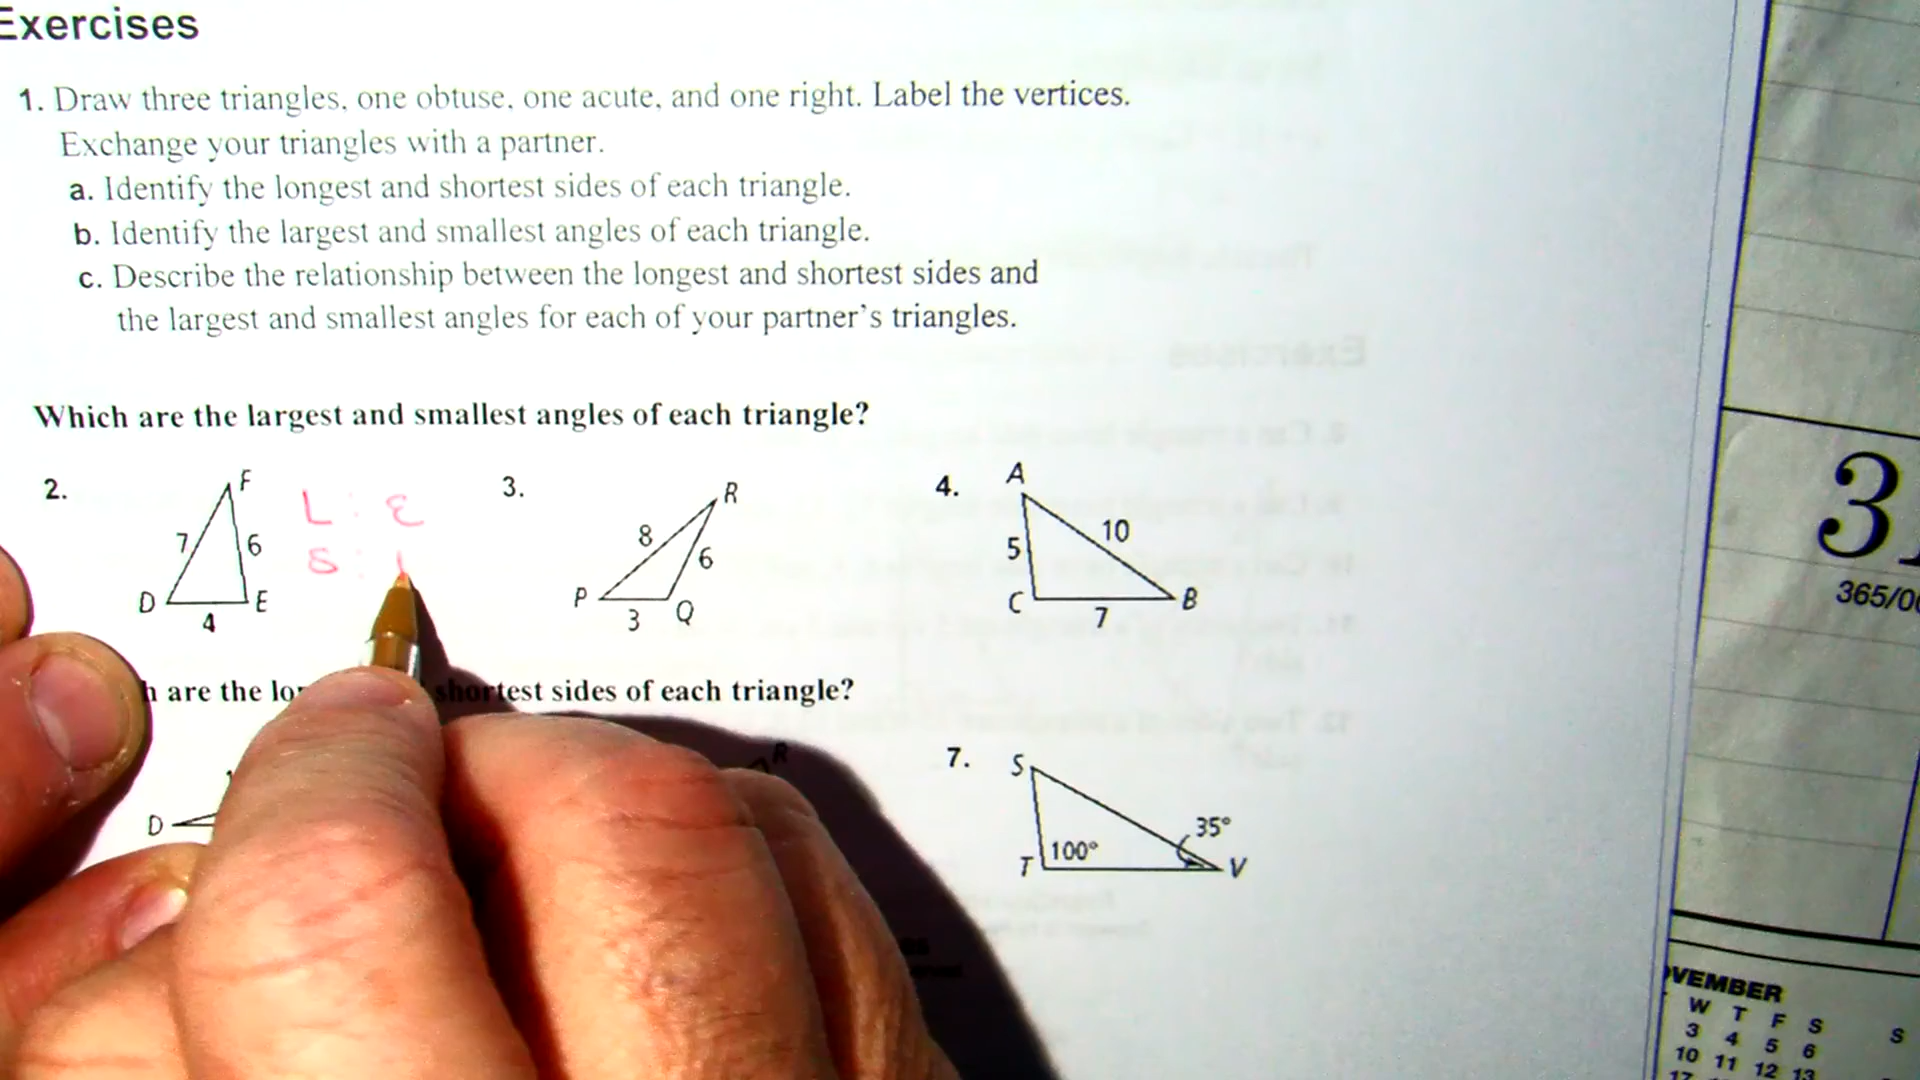 Exercises
1. Draw three triangles, one obtuse, one acute, and one right. Label the vertices.
Exchange your triangles with a partner.
a. Identify the longest and shortest sides of each triangle.
b. Identify the largest and smallest angles of each triangle.
c. Describe the relationship between the longest and shortest sides and
the largest and smallest angles for each of your partner's triangles.
Which are the largest and smallest angles of each triangle?
2.
F
7
6
D
E
4
L : E
S :
3.
R
8
6
P
3
Q
4.
A
5
10
C
B
7
are the shortest sides of each triangle?
D
R
7.
S
35°
100°
T
V
3
365/0
VEMBER
W T F S
3 4 5 6
10 11 12 13
S